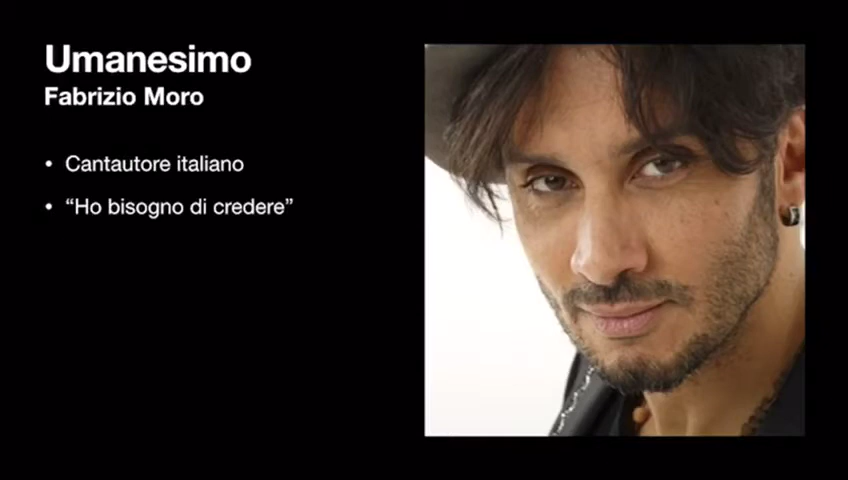 Umanesimo
Fabrizio Moro
• Cantautore italiano
• “Ho bisogno di credere”